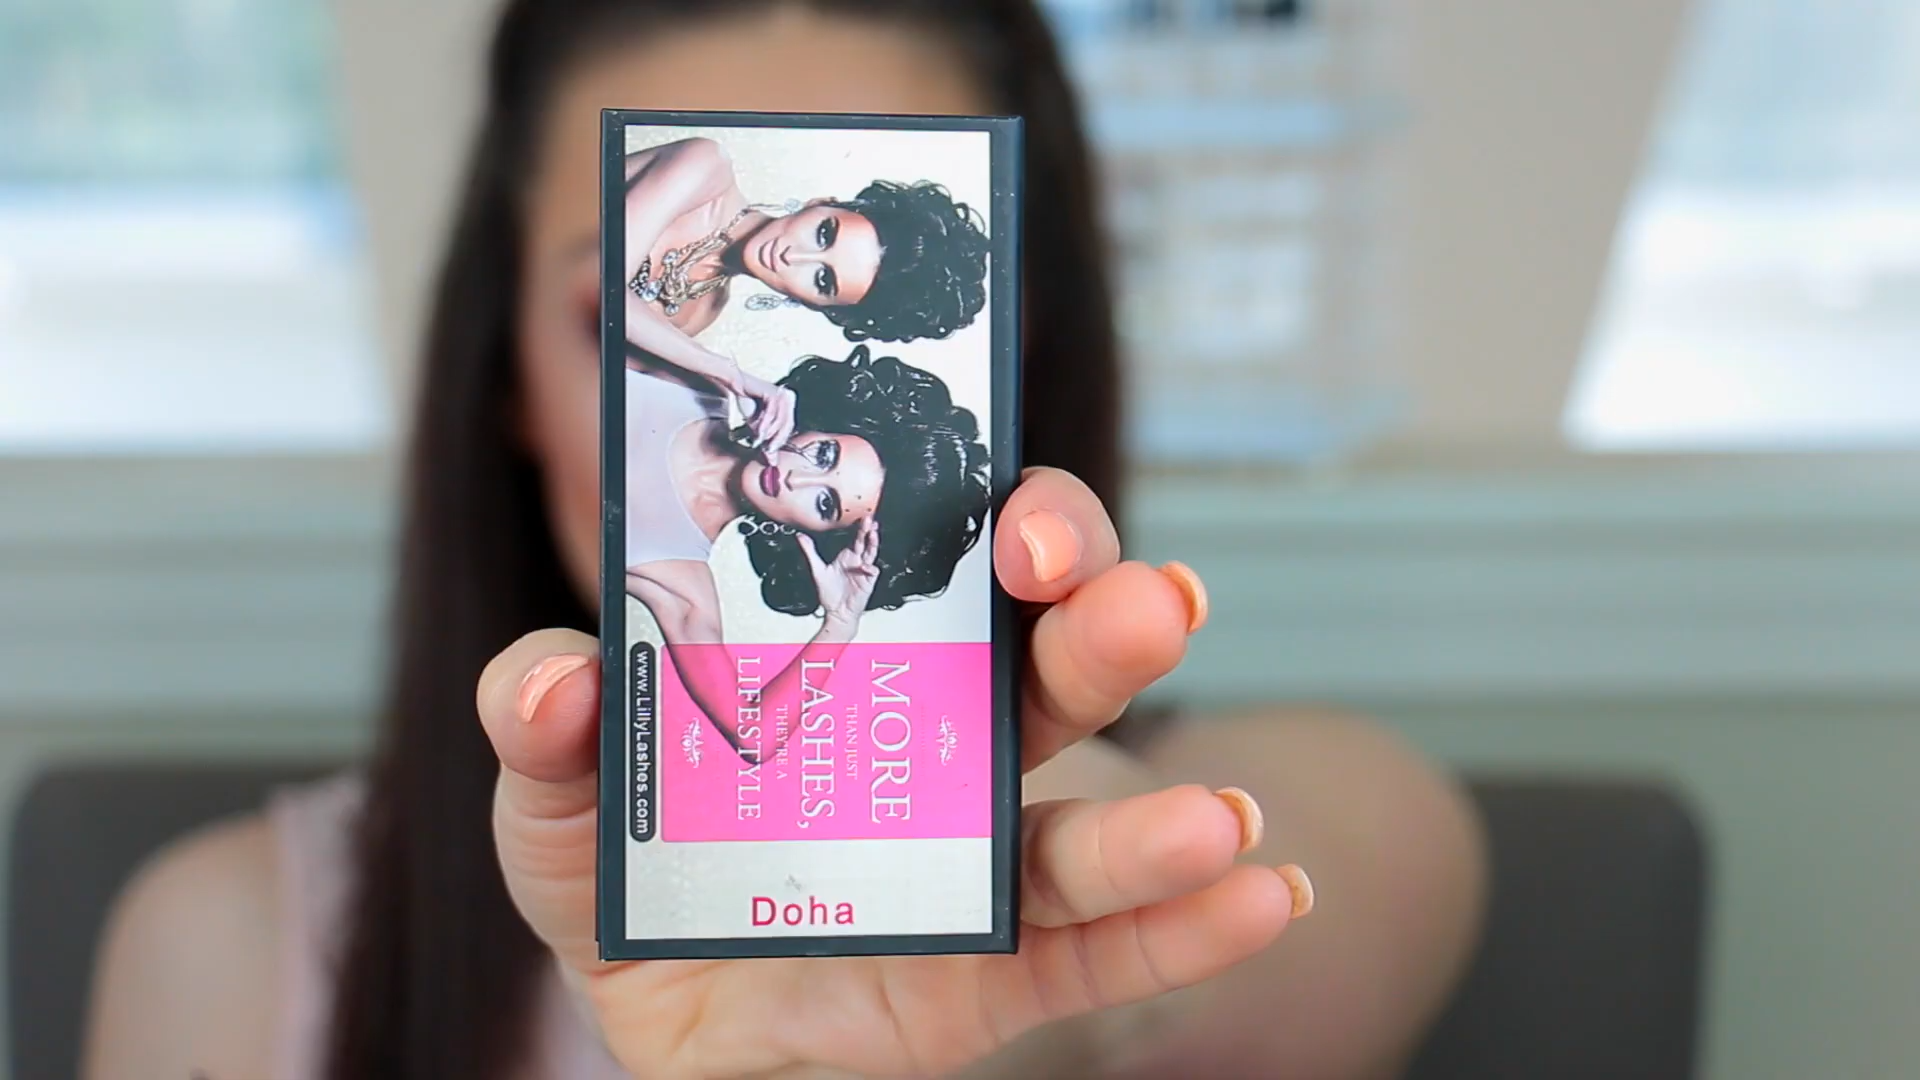 MORE
THAN JUST
LASHES,
THEY'RE A
LIFESTYLE
www.LillyLashes.com
Doha